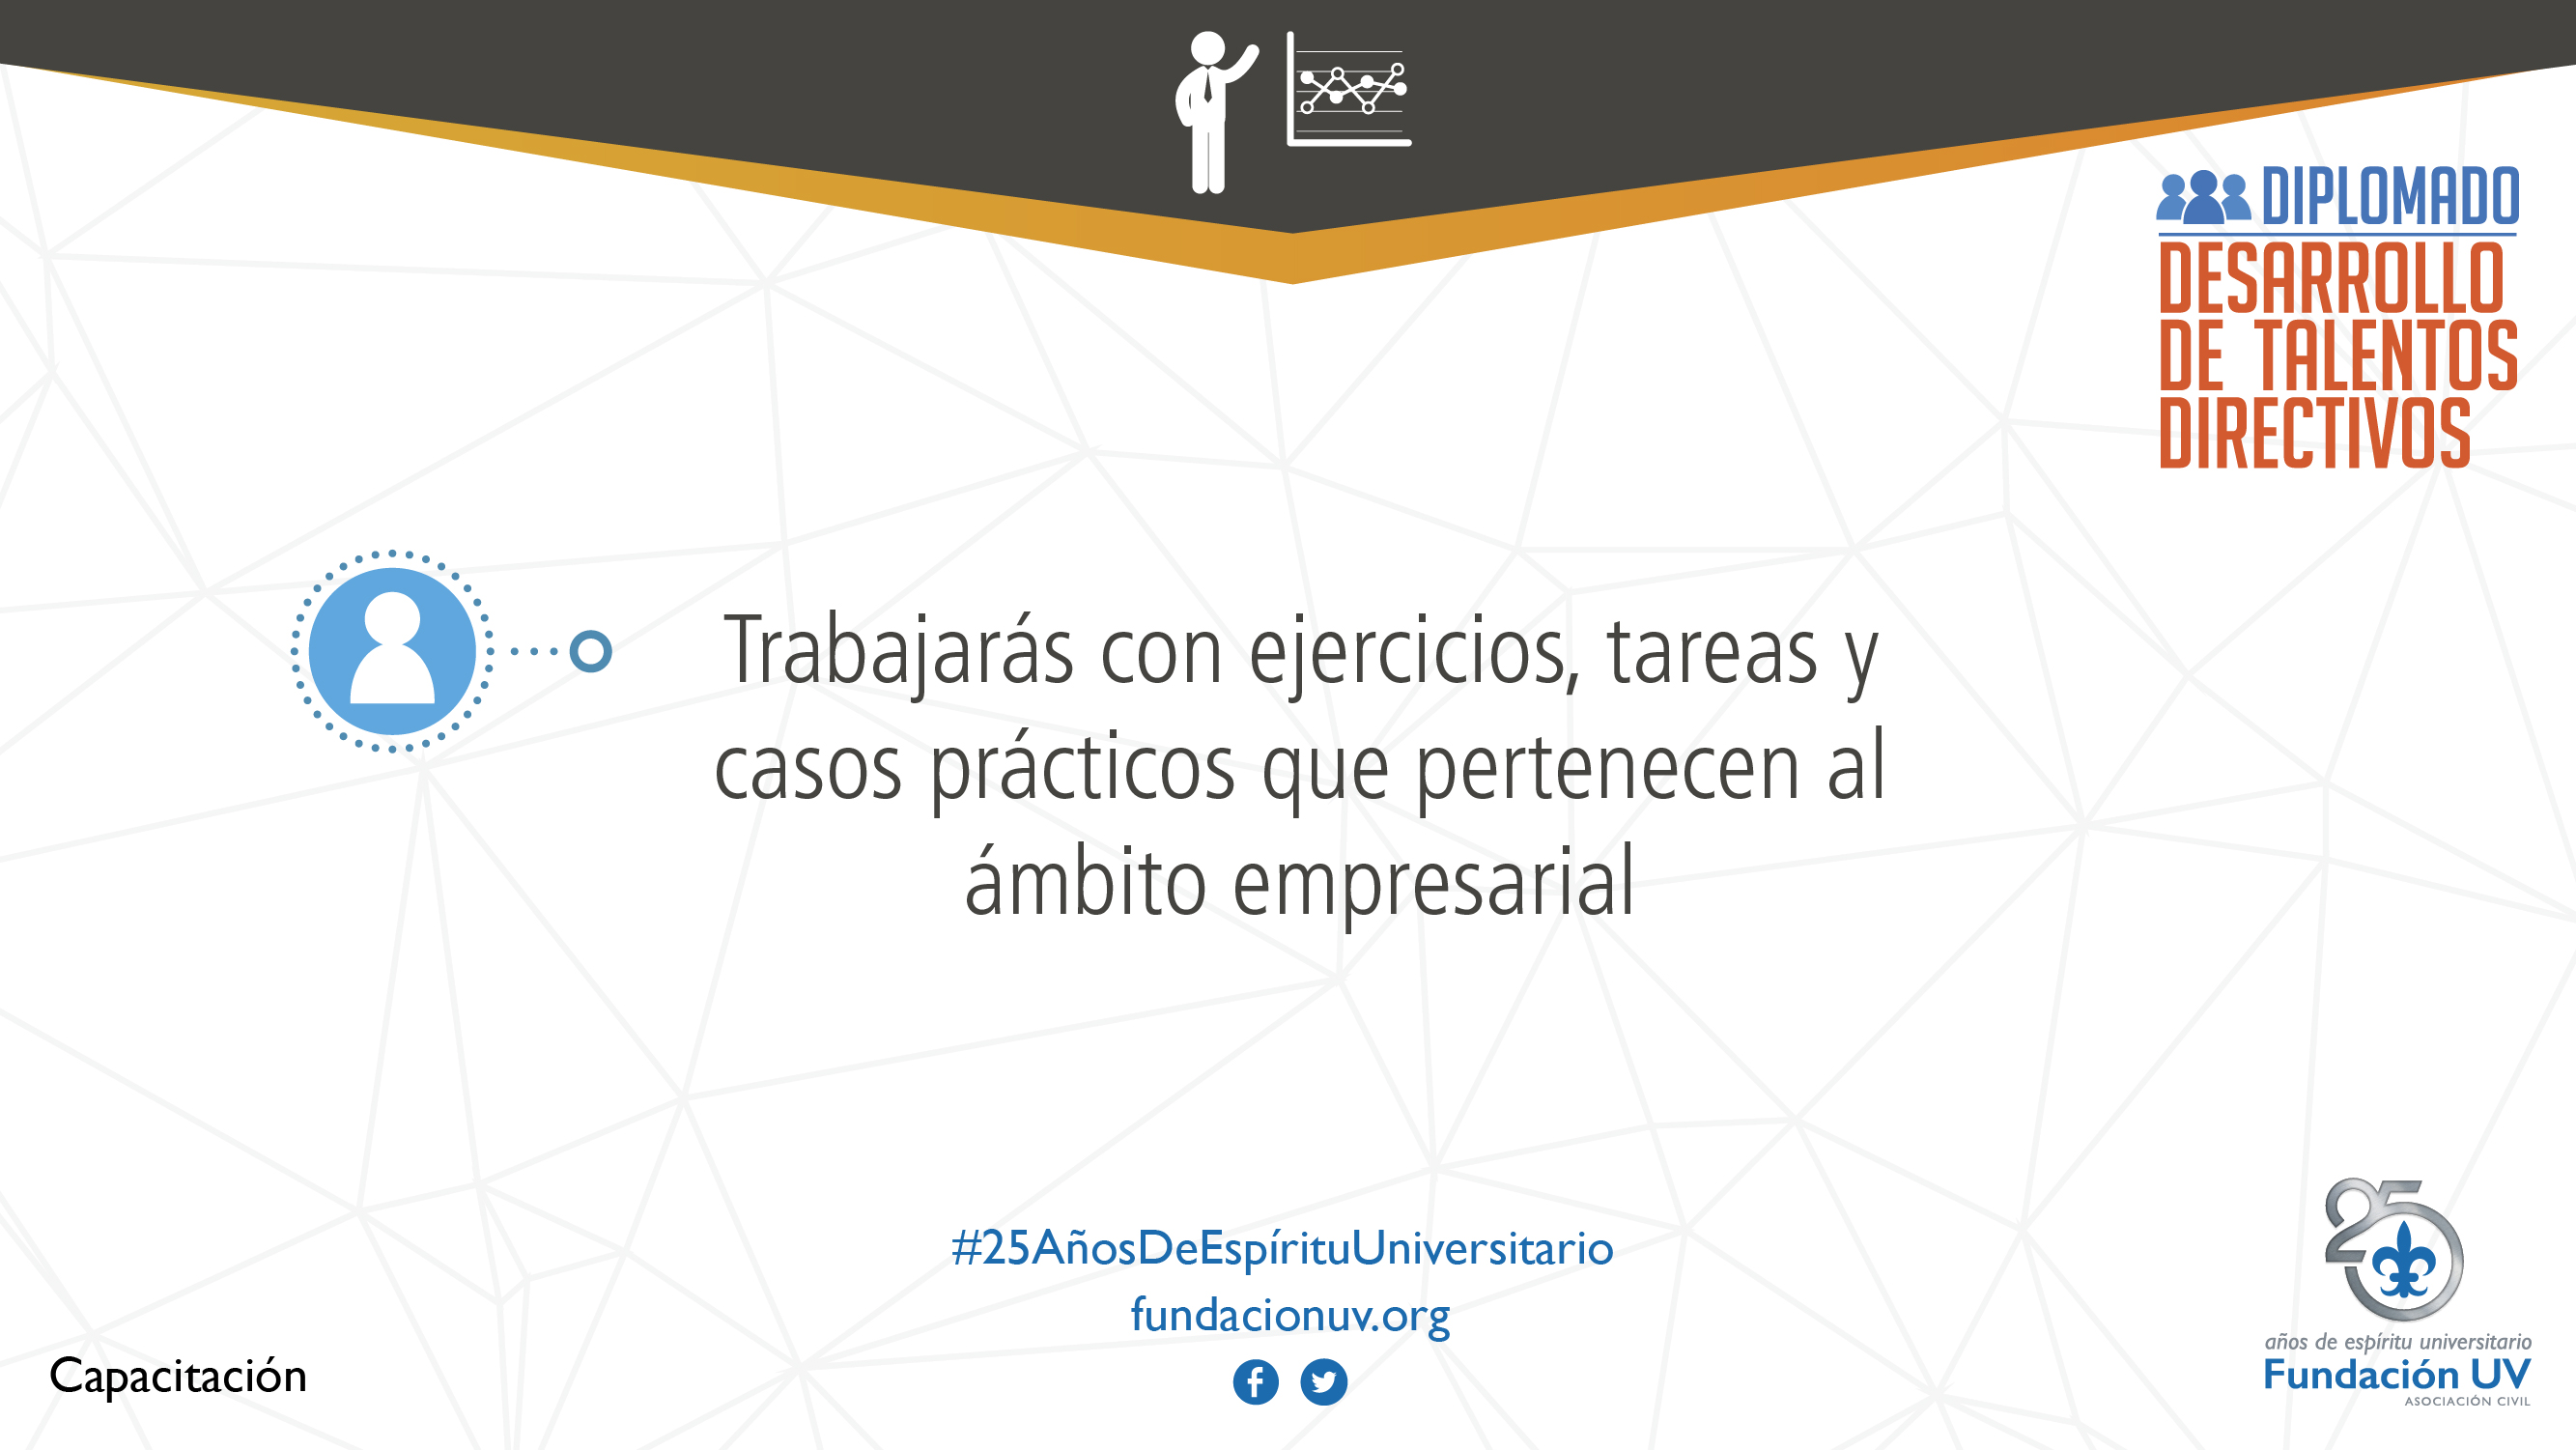 DIPLOMADO
DESARROLLO
DE TALENTOS
DIRECTIVOS
Trabajarás con ejercicios, tareas y
casos prácticos que pertenecen al
ámbito empresarial
#25AñosDeEspírituUniversitario
fundacionuv.org
Capacitación
25
años de espíritu universitario
Fundación UV
ASOCIACIÓN CIVIL